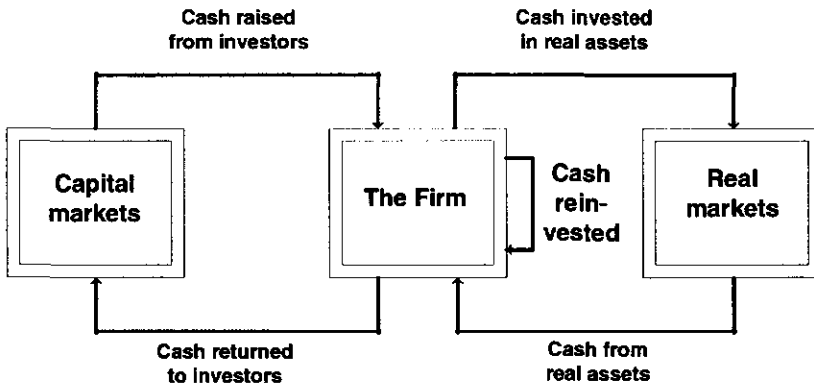 Cash raised
from investors
Cash invested
in real assets
Capital
markets
The Firm
Cash
rein-
vested
Real
markets
Cash returned
to investors
Cash from
real assets